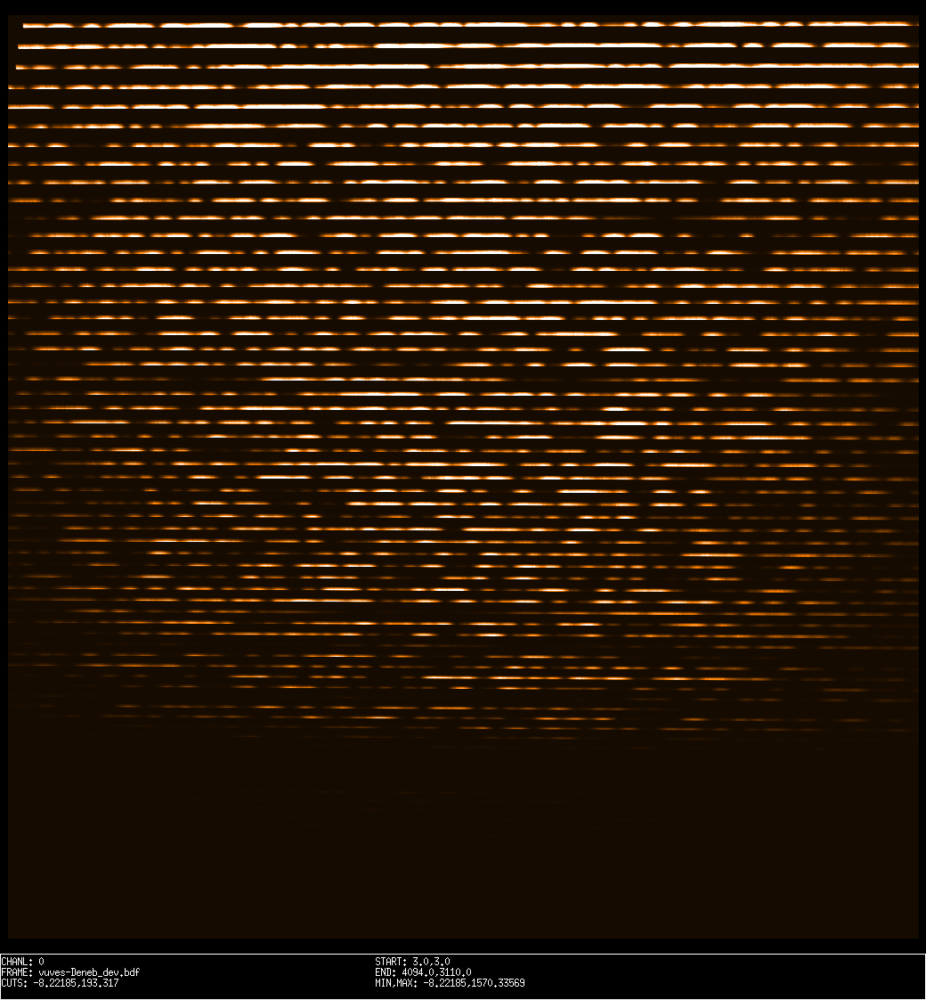 CHANL: 0
FRAME: vuves-Deneb_dev.bdf
CUTS: -8.22185,193.317
START: 3.0,3.0
END: 4094.0,3110.0
MIN,MAX: -8.22185,1570.33569